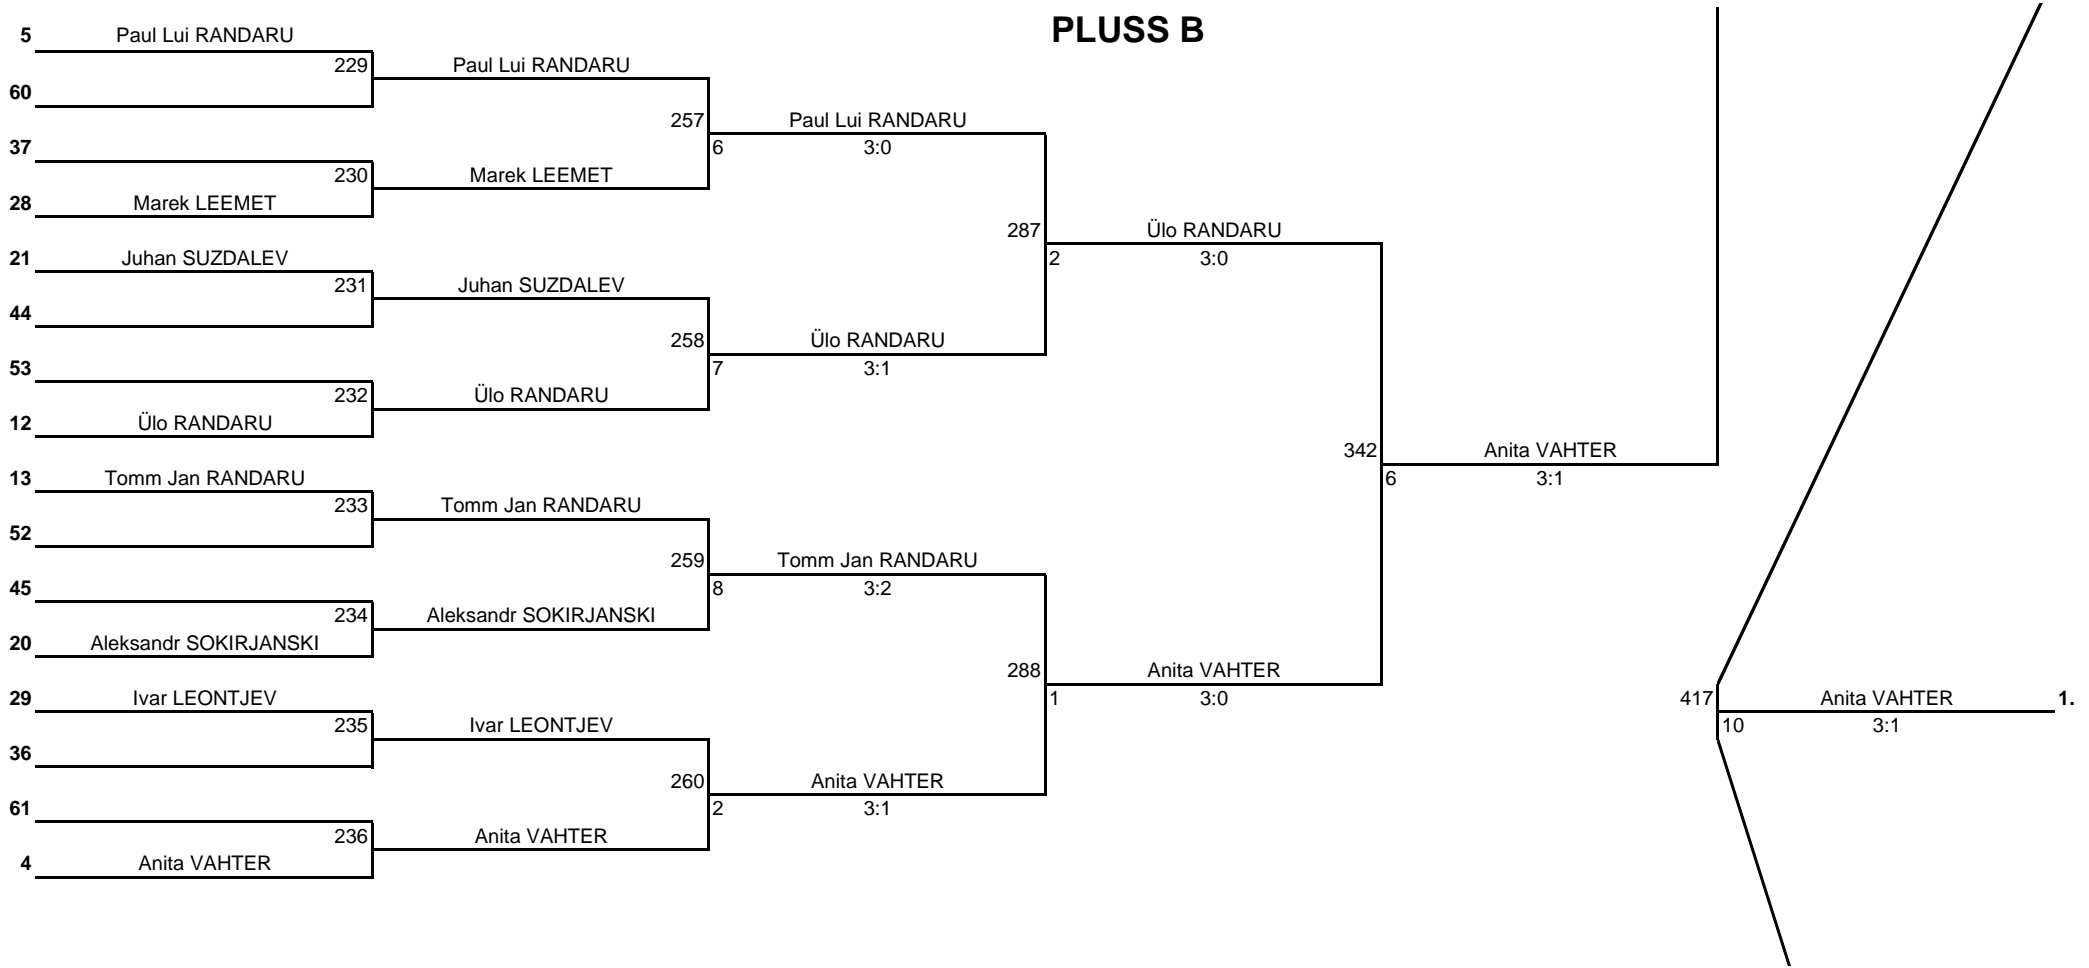 PLUSS B
5 Paul Lui RANDARU
229 Paul Lui RANDARU
60
257 Paul Lui RANDARU
37
6 3:0
230 Marek LEEMET
28 Marek LEEMET
287 Ülo RANDARU
21 Juhan SUZDALEV
2 3:0
231 Juhan SUZDALEV
44
258 Ülo RANDARU
53
7 3:1
232 Ülo RANDARU
12 Ülo RANDARU
342 Anita VAHTER
13 Tomm Jan RANDARU
6 3:1
233 Tomm Jan RANDARU
52
259 Tomm Jan RANDARU
45
8 3:2
234 Aleksandr SOKIRJANSKI
20 Aleksandr SOKIRJANSKI
288 Anita VAHTER
29 Ivar LEONTJEV
1 3:0
417 Anita VAHTER 1.
235 Ivar LEONTJEV
10 3:1
36
260 Anita VAHTER
61
2 3:1
236 Anita VAHTER
4 Anita VAHTER